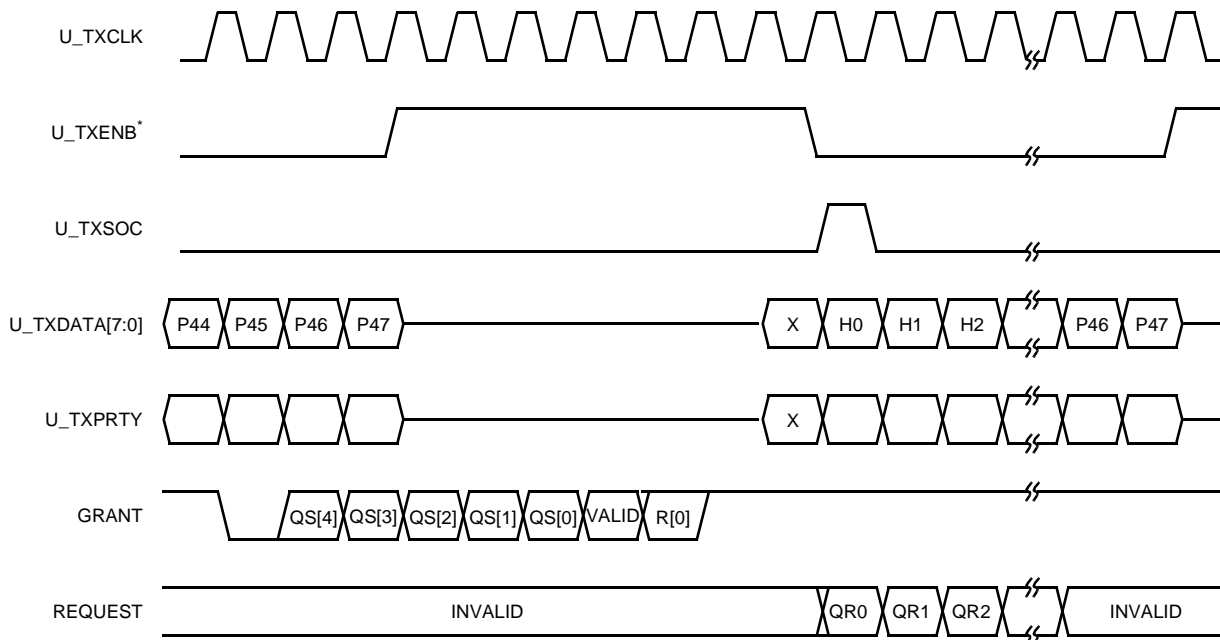 U_TXCLK
U_TXENB*
U_TXSOC
U_TXDATA[7:0] P44 P45 P46 P47 X H0 H1 H2 P46 P47
U_TXPRTY X
GRANT QS[4] QS[3] QS[2] QS[1] QS[0] VALID R[0]
REQUEST INVALID QR0 QR1 QR2 INVALID